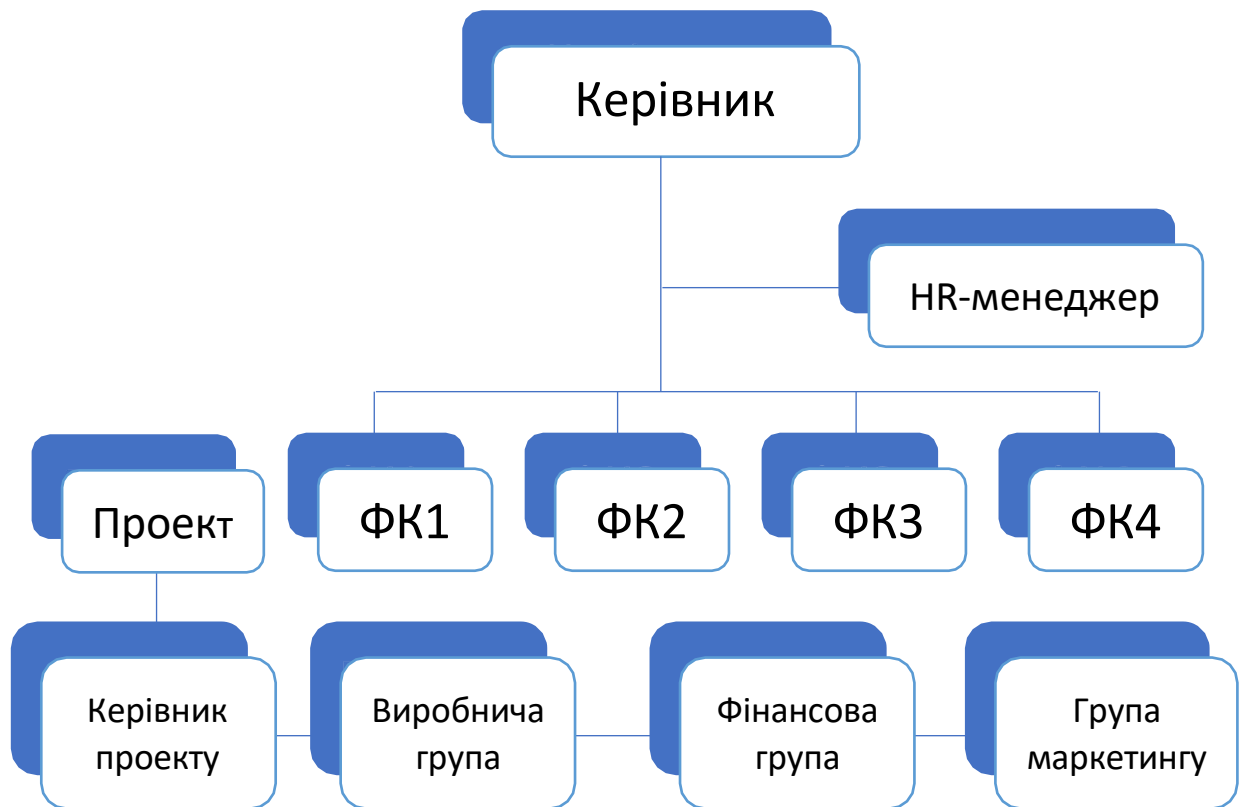 Керівник
HR-менеджер
Проект
ФК1
ФК2
ФК3
ФК4
Керівник
проекту
Виробнича
група
Фінансова
група
Група
маркетингу